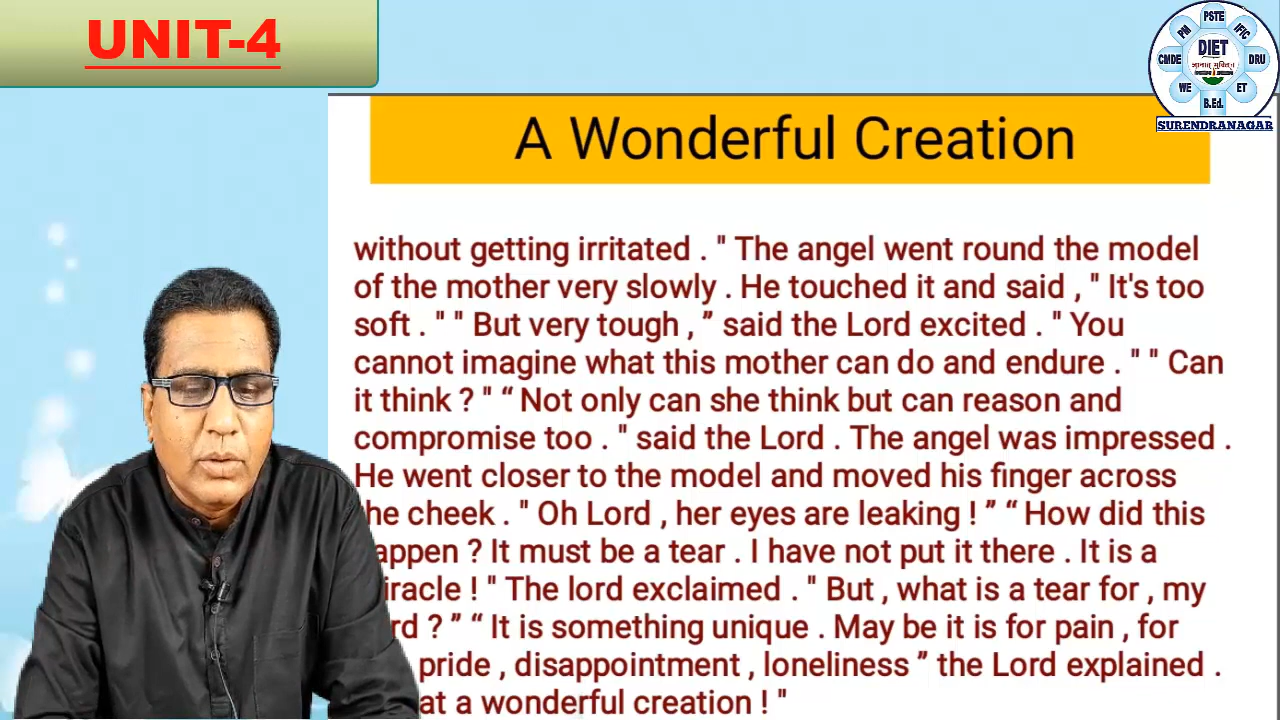 UNIT-4
PSTE
PM
IFIC
CMDE
DIET
DRU
WE
ET
B.Ed.
SURENDRANAGAR
A Wonderful Creation
without getting irritated . " The angel went round the model
of the mother very slowly . He touched it and said , " It's too
soft . " " But very tough , ” said the Lord excited . " You
cannot imagine what this mother can do and endure . " " Can
it think ? " “ Not only can she think but can reason and
compromise too . " said the Lord . The angel was impressed .
He went closer to the model and moved his finger across
he cheek . " Oh Lord , her eyes are leaking ! ” “ How did this
appen ? It must be a tear . I have not put it there . It is a
iracle ! " The lord exclaimed . " But , what is a tear for , my
rd ? ” “ It is something unique . May be it is for pain , for
pride , disappointment , loneliness ” the Lord explained .
at a wonderful creation ! "